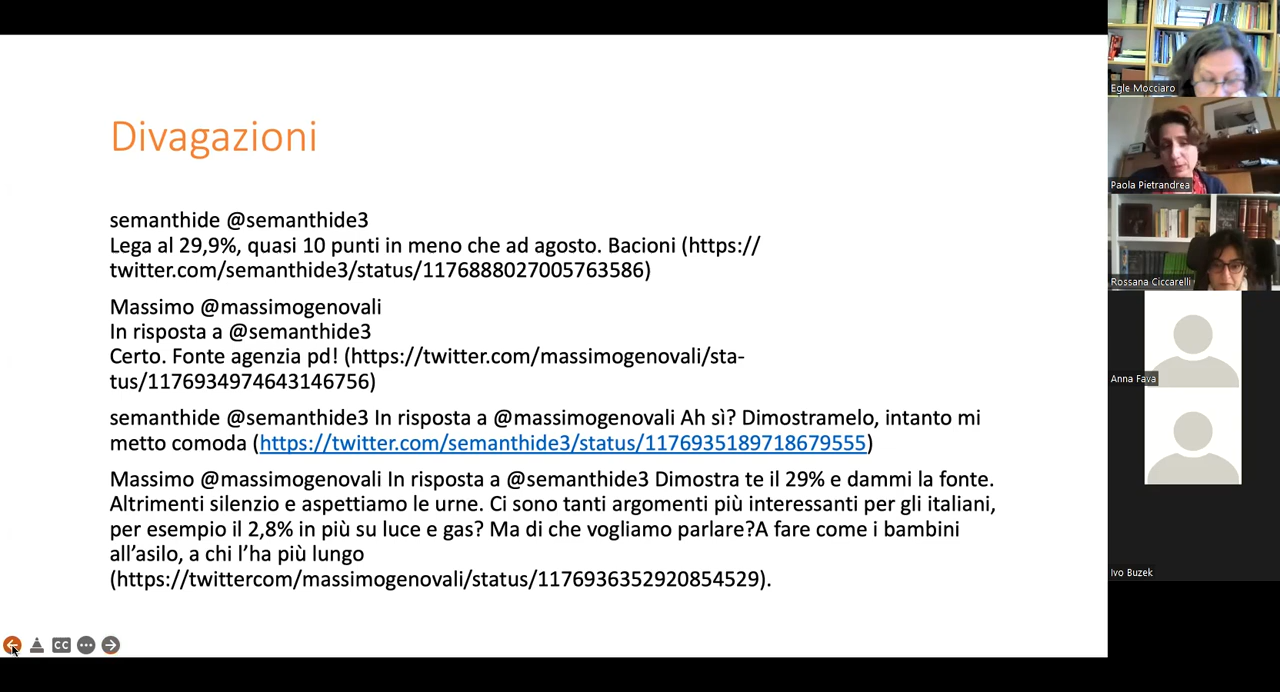 Divagazioni
semanthide @semanthide3
Lega al 29,9%, quasi 10 punti in meno che ad agosto. Bacioni (https://
twitter.com/semanthide3/status/1176888027005763586)
Massimo @massimogenovali
In risposta a @semanthide3
Certo. Fonte agenzia pd! (https://twitter.com/massimogenovali/sta-
tus/1176934974643146756)
semanthide @semanthide3 In risposta a @massimogenovali Ah sì? Dimostramelo, intanto mi
metto comoda (https://twitter.com/semanthide3/status/1176935189718679555)
Massimo @massimogenovali In risposta a @semanthide3 Dimostra te il 29% e dammi la fonte.
Altrimenti silenzio e aspettiamo le urne. Ci sono tanti argomenti più interessanti per gli italiani,
per esempio il 2,8% in più su luce e gas? Ma di che vogliamo parlare?A fare come i bambini
all’asilo, a chi l’ha più lungo
(https://twittercom/massimogenovali/status/1176936352920854529).
CC
Egle Mocciaro
Paola Pietrandrea
Rossana Ciccarelli
Anna Fava
Ivo Buzek